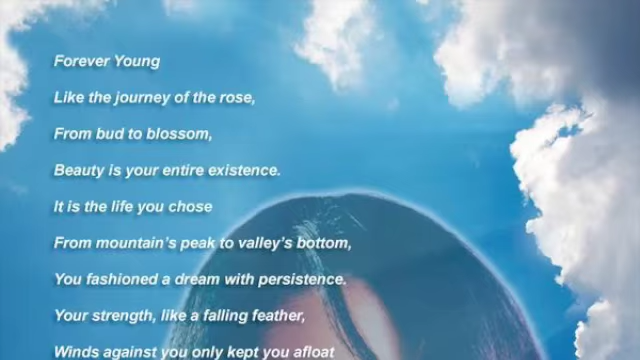 Forever Young
Like the journey of the rose,
From bud to blossom,
Beauty is your entire existence.
It is the life you chose
From mountain's peak to valley's bottom,
You fashioned a dream with persistence.
Your strength, like a falling feather,
Winds against you only kept you afloat